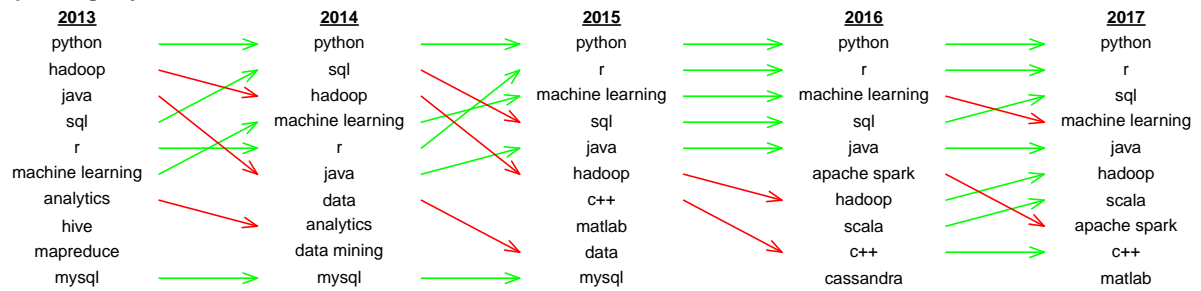 2013 2014 2015 2016 2017
python python python python python
hadoop sql r r r
java hadoop machine learning machine learning sql
sql machine learning sql sql machine learning
r r java java java
machine learning java hadoop apache spark hadoop
analytics data c++ hadoop scala
hive analytics matlab scala apache spark
mapreduce data mining data c++ c++
mysql mysql mysql cassandra matlab